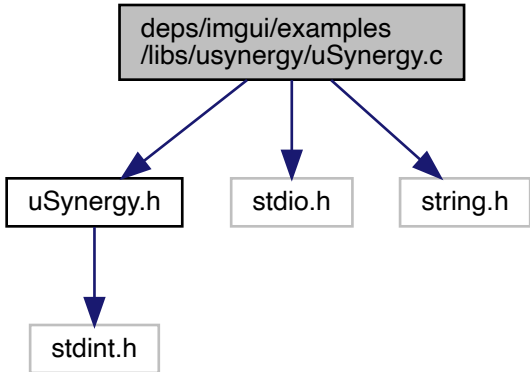 deps/imgui/examples
/libs/usynergy/uSynergy.c
uSynergy.h
stdio.h
string.h
stdint.h